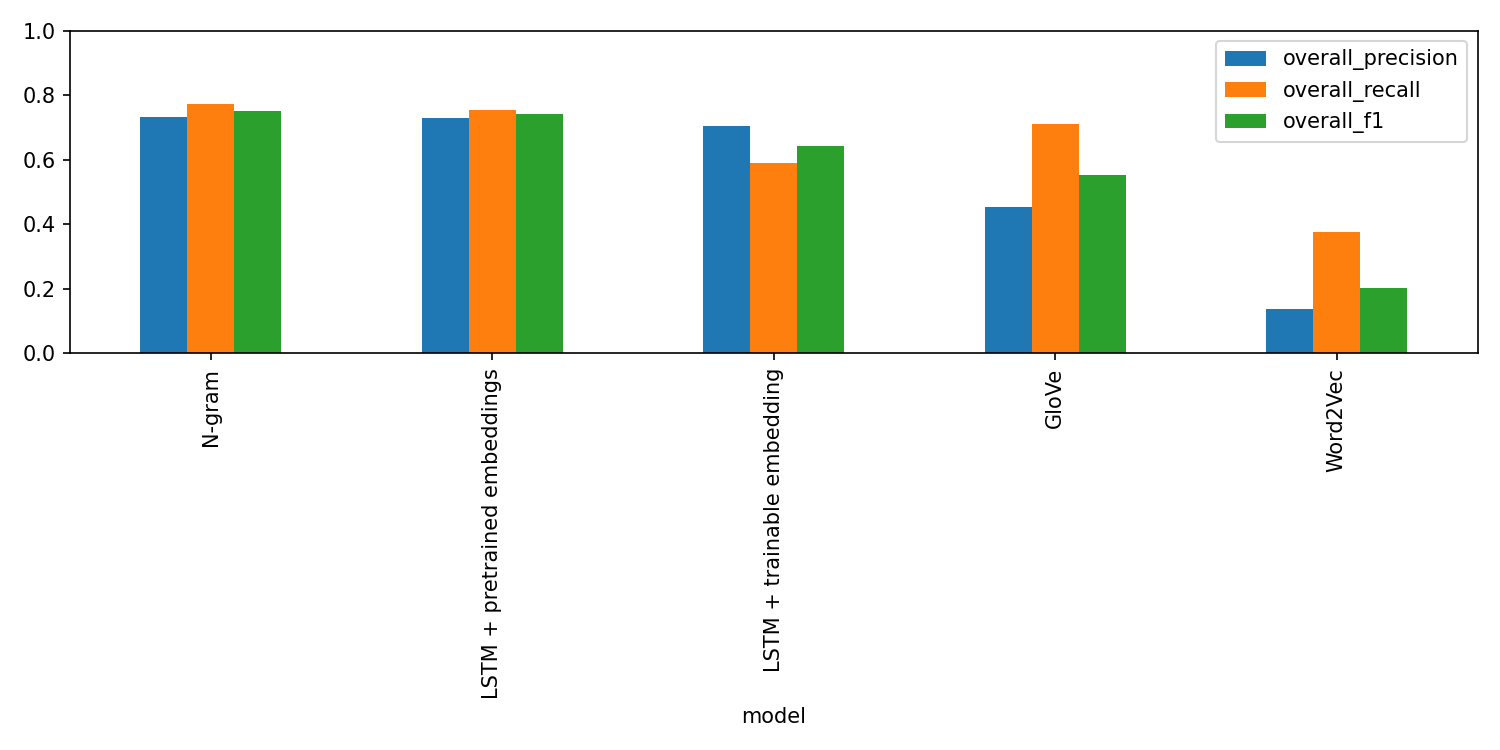 1.0
0.8
0.6
0.4
0.2
0.0
overall_precision
overall_recall
overall_f1
N-gram
LSTM + pretrained embeddings
LSTM + trainable embedding
GloVe
Word2Vec
model